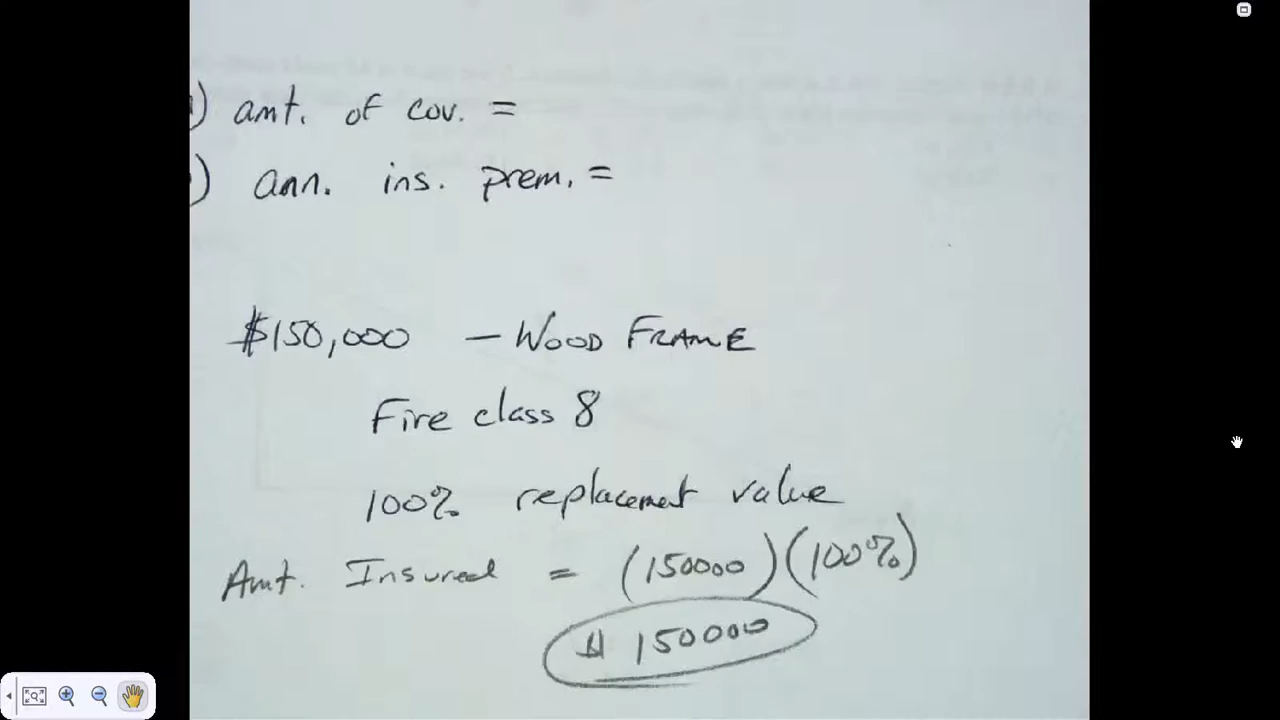 ) amt. of cov. =
) ann. ins. prem. =
$150,000 — WOOD FRAME
Fire class 8
100% replacement value
Amt. Insured = (150000)(100%)
$ 150000